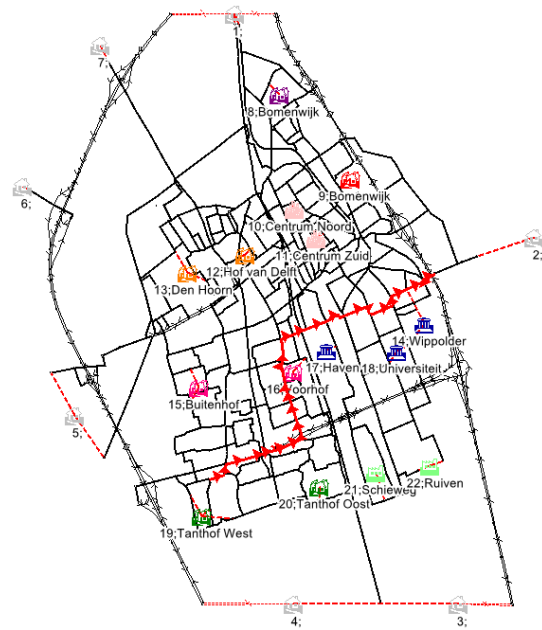 1;
7;
8;Bomenwijk
9;Bomenwijk
6;
10;Centrum Noord
2;
11;Centrum Zuid
12;Hof van Delft
13;Den Hoorn
14;Wippolder
17;Haven
18;Universiteit
16;Voorhof
15;Buitenhof
5;
22;Ruiven
21;Schieweg
20;Tanthof Oost
19;Tanthof West
4;
3;